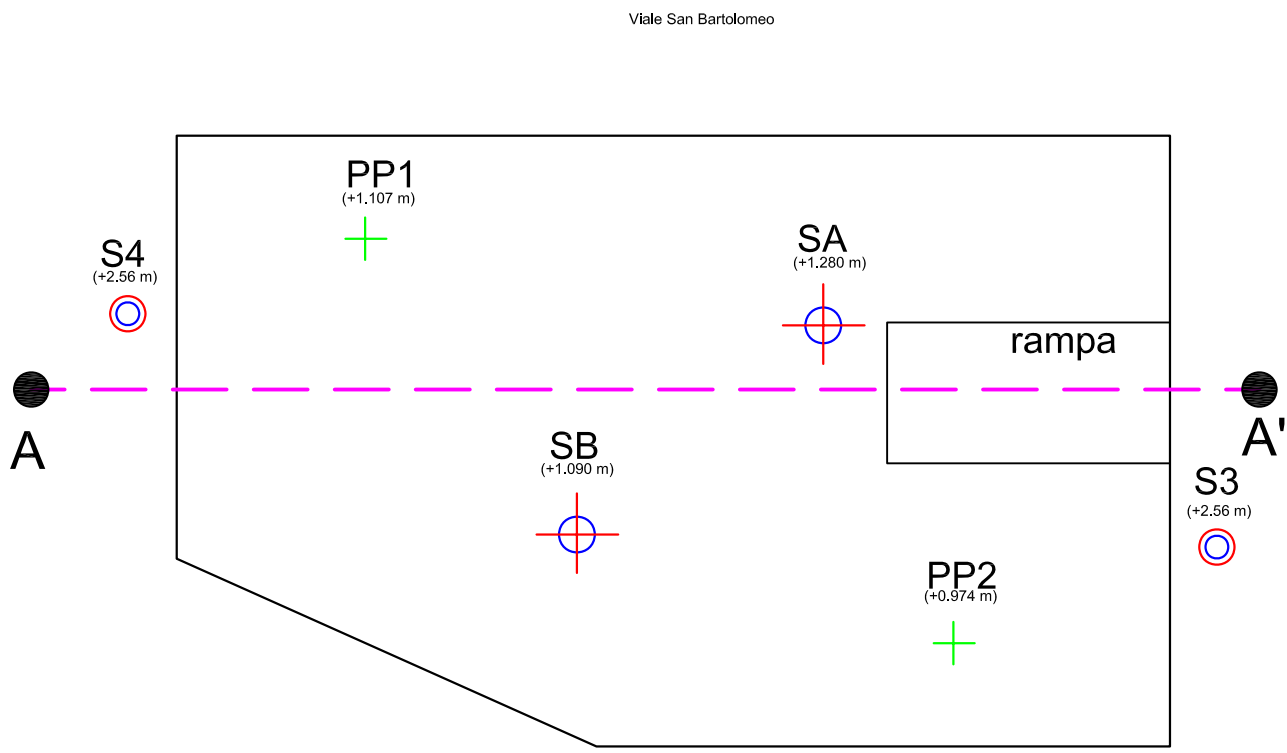 Viale San Bartolomeo
PP1
(+1.107 m)
S4
(+2.56 m)
SA
(+1.280 m)
rampa
A
A'
SB
(+1.090 m)
S3
(+2.56 m)
PP2
(+0.974 m)